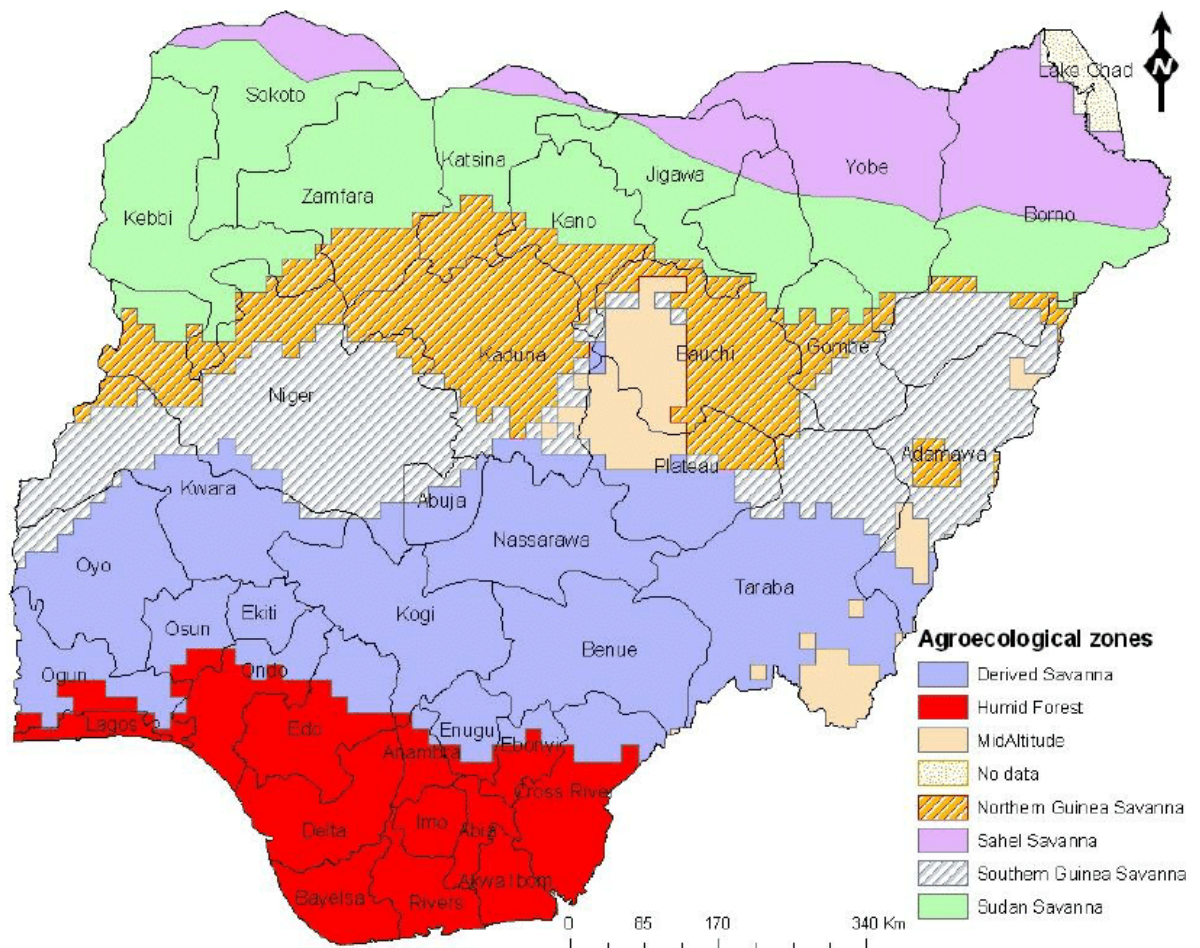 N
Lake Chad
Sokoto
Katsina
Yobe
Jigawa
Zamfara
Kebbi
Kano
Borno
Kaduna
Bauchi
Gombe
Niger
Adamawa
Plateau
Kwara
Abuja
Nassarawa
Oyo
Taraba
Ekiti
Kogi
Osun
Benue
Ogun
Ondo
Lagos
Edo
Enugu
Ebonyi
Anambra
Cross River
Delta
Imo
Abia
Akwa Ibom
Bayelsa
Rivers
Agroecological zones
Derived Savanna
Humid Forest
MidAltitude
No data
Northern Guinea Savanna
Sahel Savanna
Southern Guinea Savanna
Sudan Savanna
0 85 170 340 Km